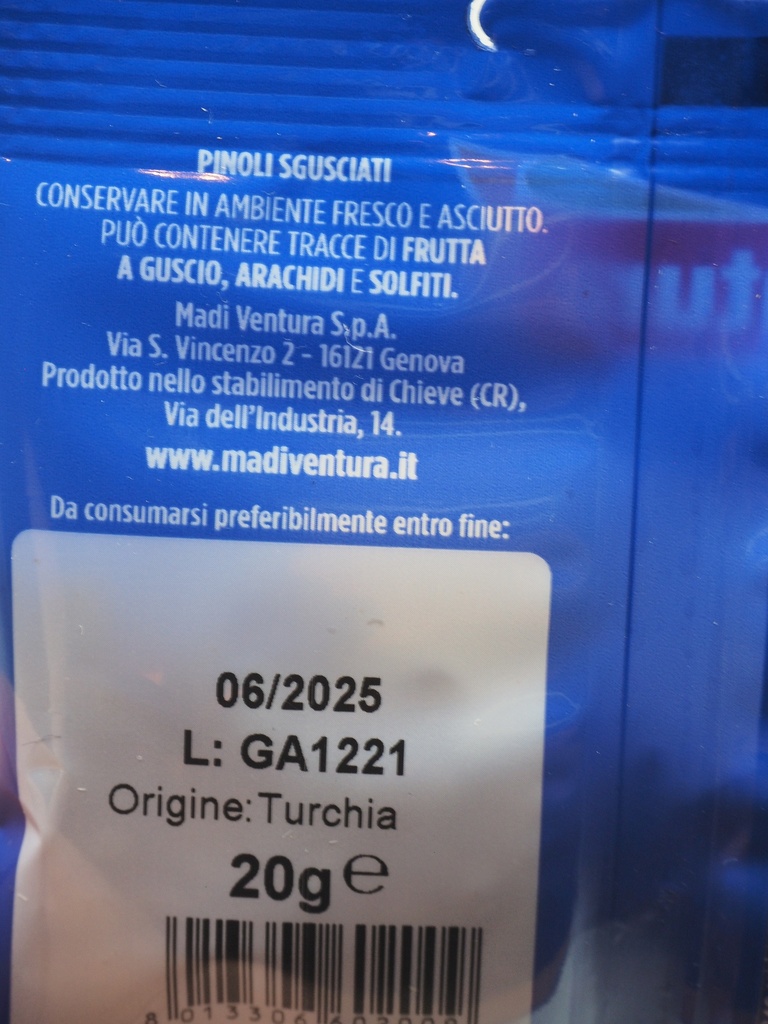 PINOLI SGUSCIATI
CONSERVARE IN AMBIENTE FRESCO E ASCIUTTO.
PUÒ CONTENERE TRACCE DI FRUTTA
A GUSCIO, ARACHIDI E SOLFITI.
Madi Ventura S.p.A.
Via S. Vincenzo 2 - 16121 Genova
Prodotto nello stabilimento di Chieve (CR),
Via dell'Industria, 14.
www.madiventura.it
Da consumarsi preferibilmente entro fine:
06/2025
L: GA1221
Origine: Turchia
20g e